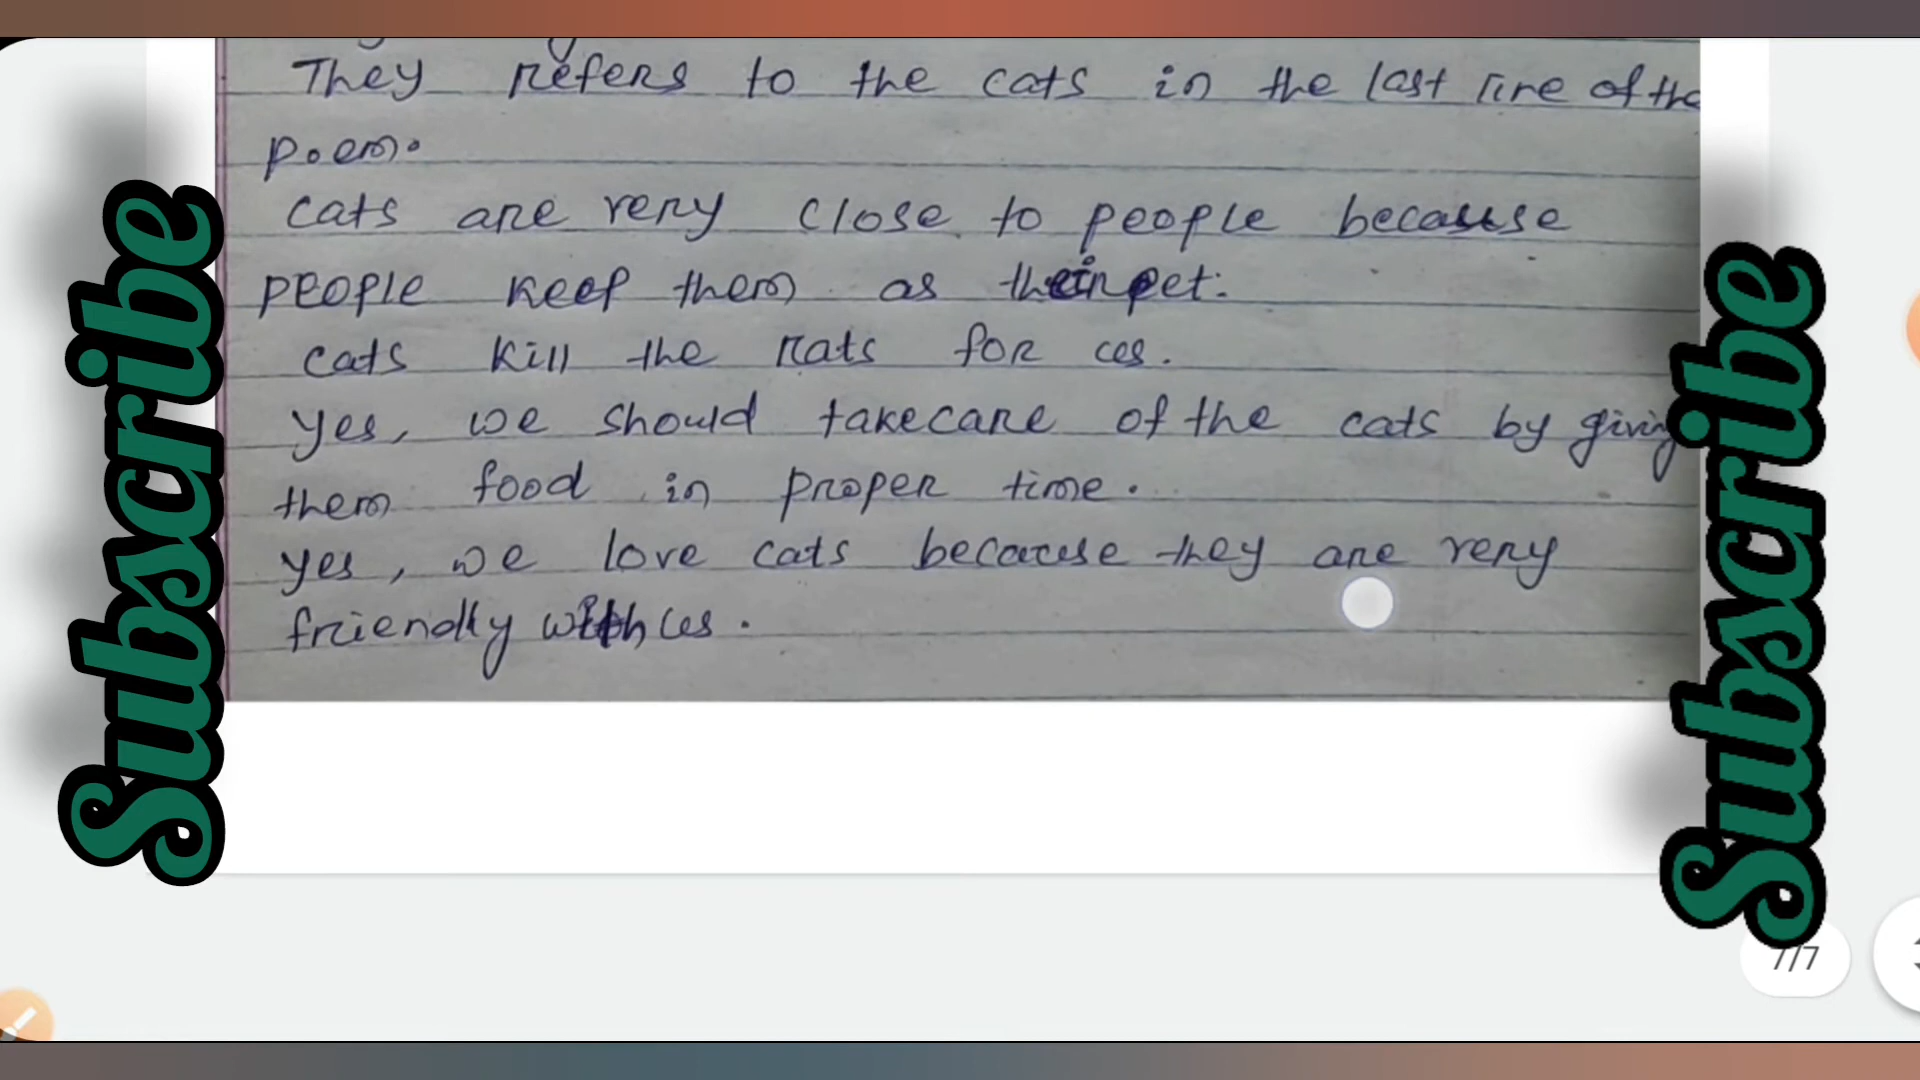 They refers to the cats in the last line of the
poem.
cats are very close to people because
people keep them as their pet.
cats kill the rats for us.
yes, we should takecare of the cats by giving
them food in proper time.
yes, we love cats because they are very
friendly with us.
Subscribe
Subscribe
7/7